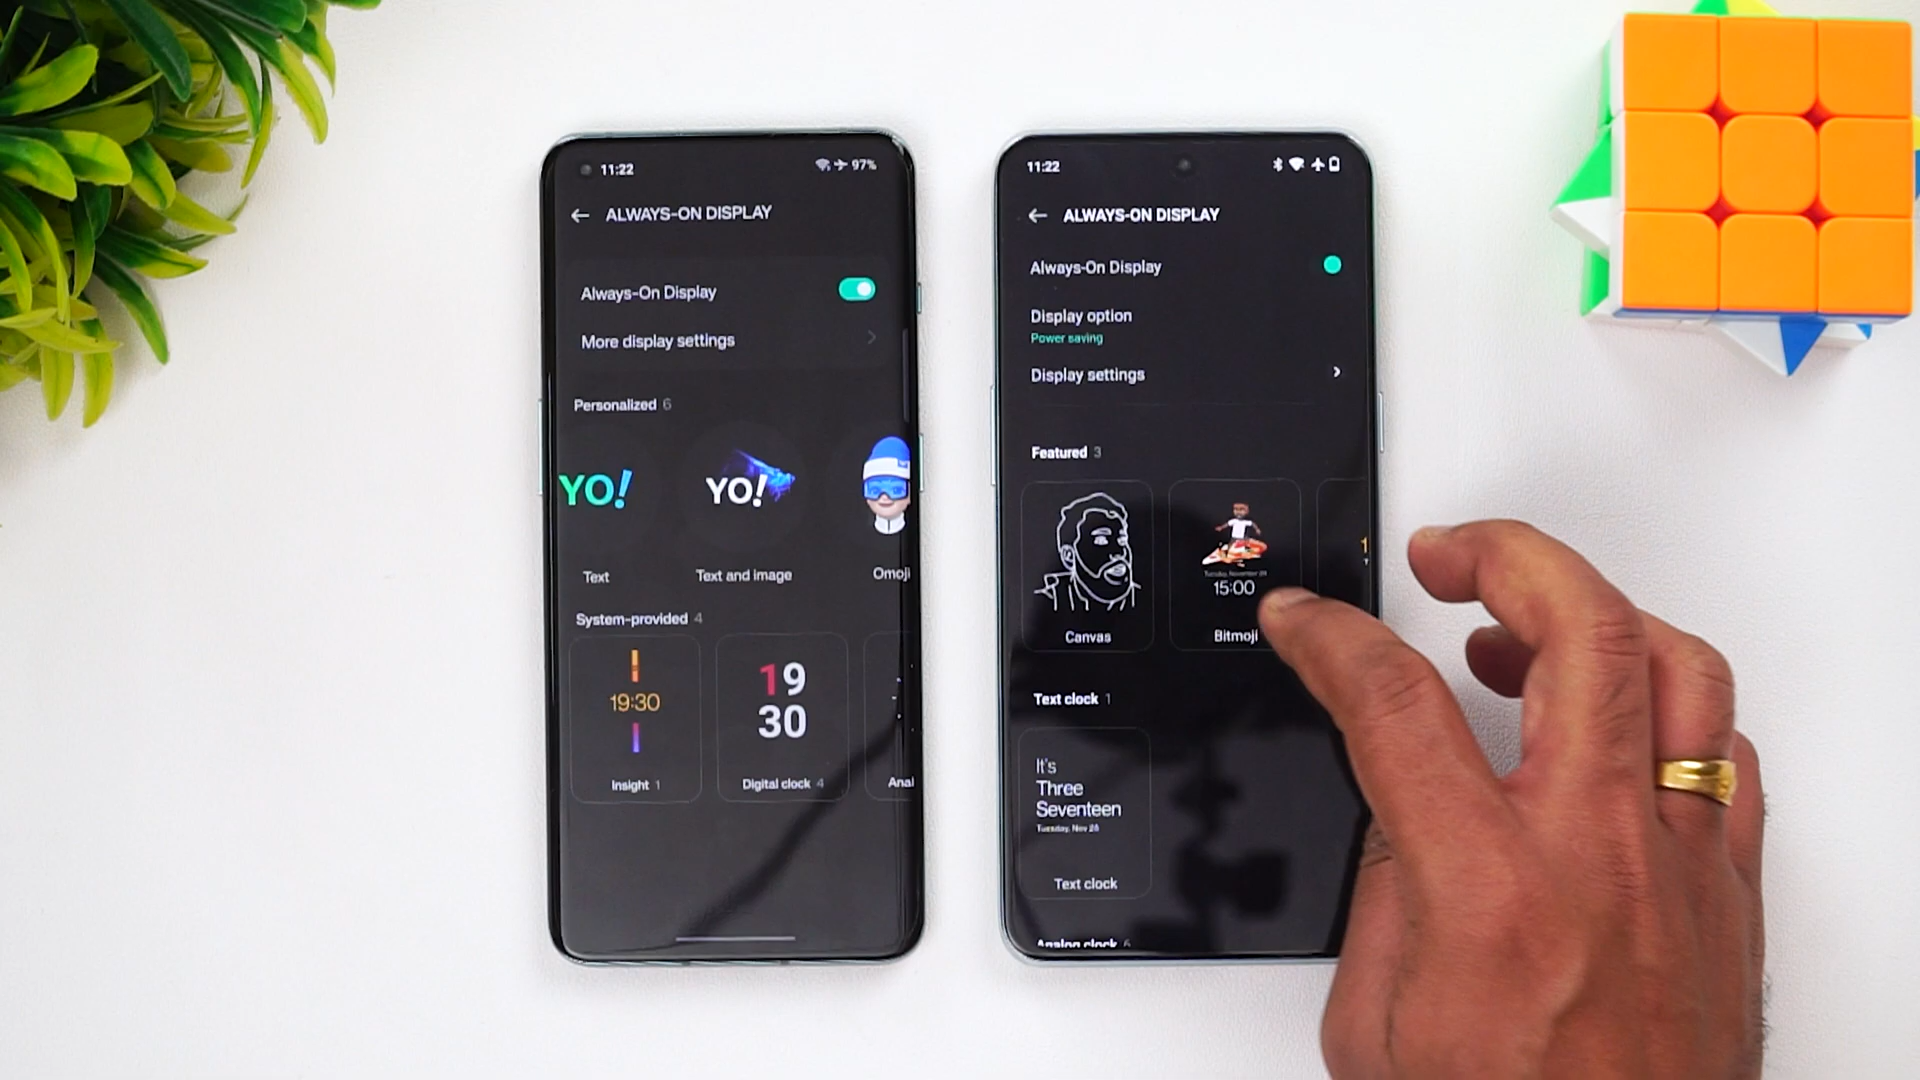 11:22
97%
ALWAYS-ON DISPLAY
Always-On Display
More display settings
Personalized 6
YO!
YO!
Text
Text and image
Omoji
System-provided 4
19:30
19
30
Insight 1
Digital clock 4
Anal
11:22
ALWAYS-ON DISPLAY
Always-On Display
Display option
Power saving
Display settings
Featured 3
15:00
Canvas
Bitmoji
Text clock 1
It's
Three
Seventeen
Tuesday, Nov 28
Text clock
Analog clock 6